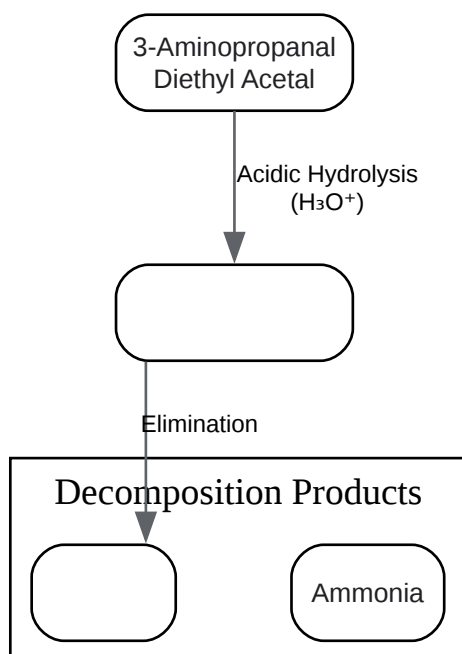 3-Aminopropanal
Diethyl Acetal
Acidic Hydrolysis
(H₃O⁺)
Elimination
Decomposition Products
Ammonia